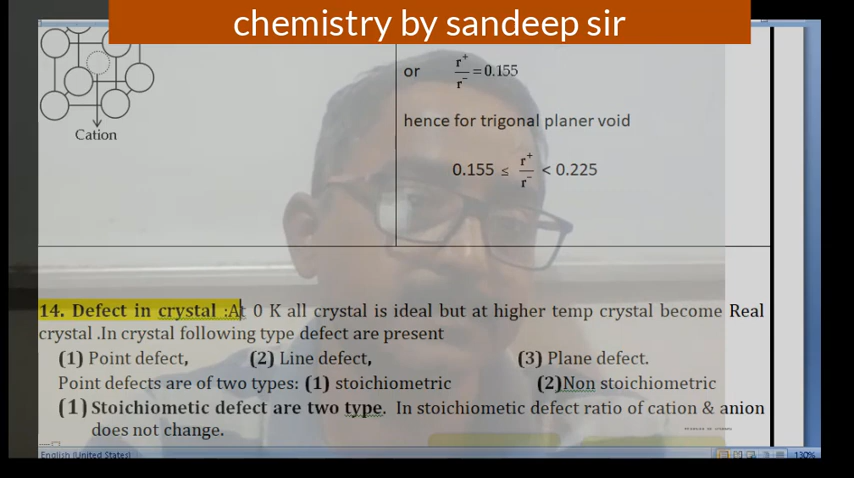 chemistry by sandeep sir
or r⁺/r⁻ = 0.155
Cation
hence for trigonal planer void
0.155 ≤ r⁺/r⁻ < 0.225
14. Defect in crystal :At 0 K all crystal is ideal but at higher temp crystal become Real
crystal .In crystal following type defect are present
(1) Point defect, (2) Line defect, (3) Plane defect.
Point defects are of two types: (1) stoichiometric (2)Non stoichiometric
(1) Stoichiometic defect are two type. In stoichiometic defect ratio of cation & anion
does not change.
English (United States) 130%